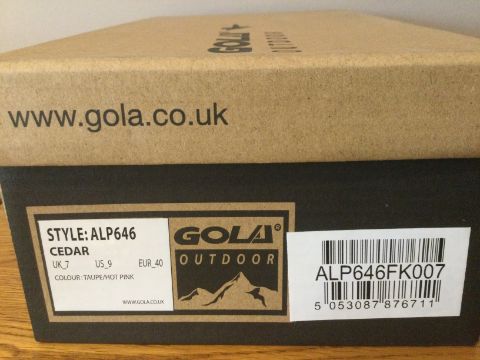 GOLA
OUTDOOR
www.gola.co.uk
STYLE: ALP646
CEDAR
UK_7 US_9 EUR_40
COLOUR: TAUPE/HOT PINK
WWW.GOLA.CO.UK
GOLA®
OUTDOOR
ALP646FK007
5 053087 876711